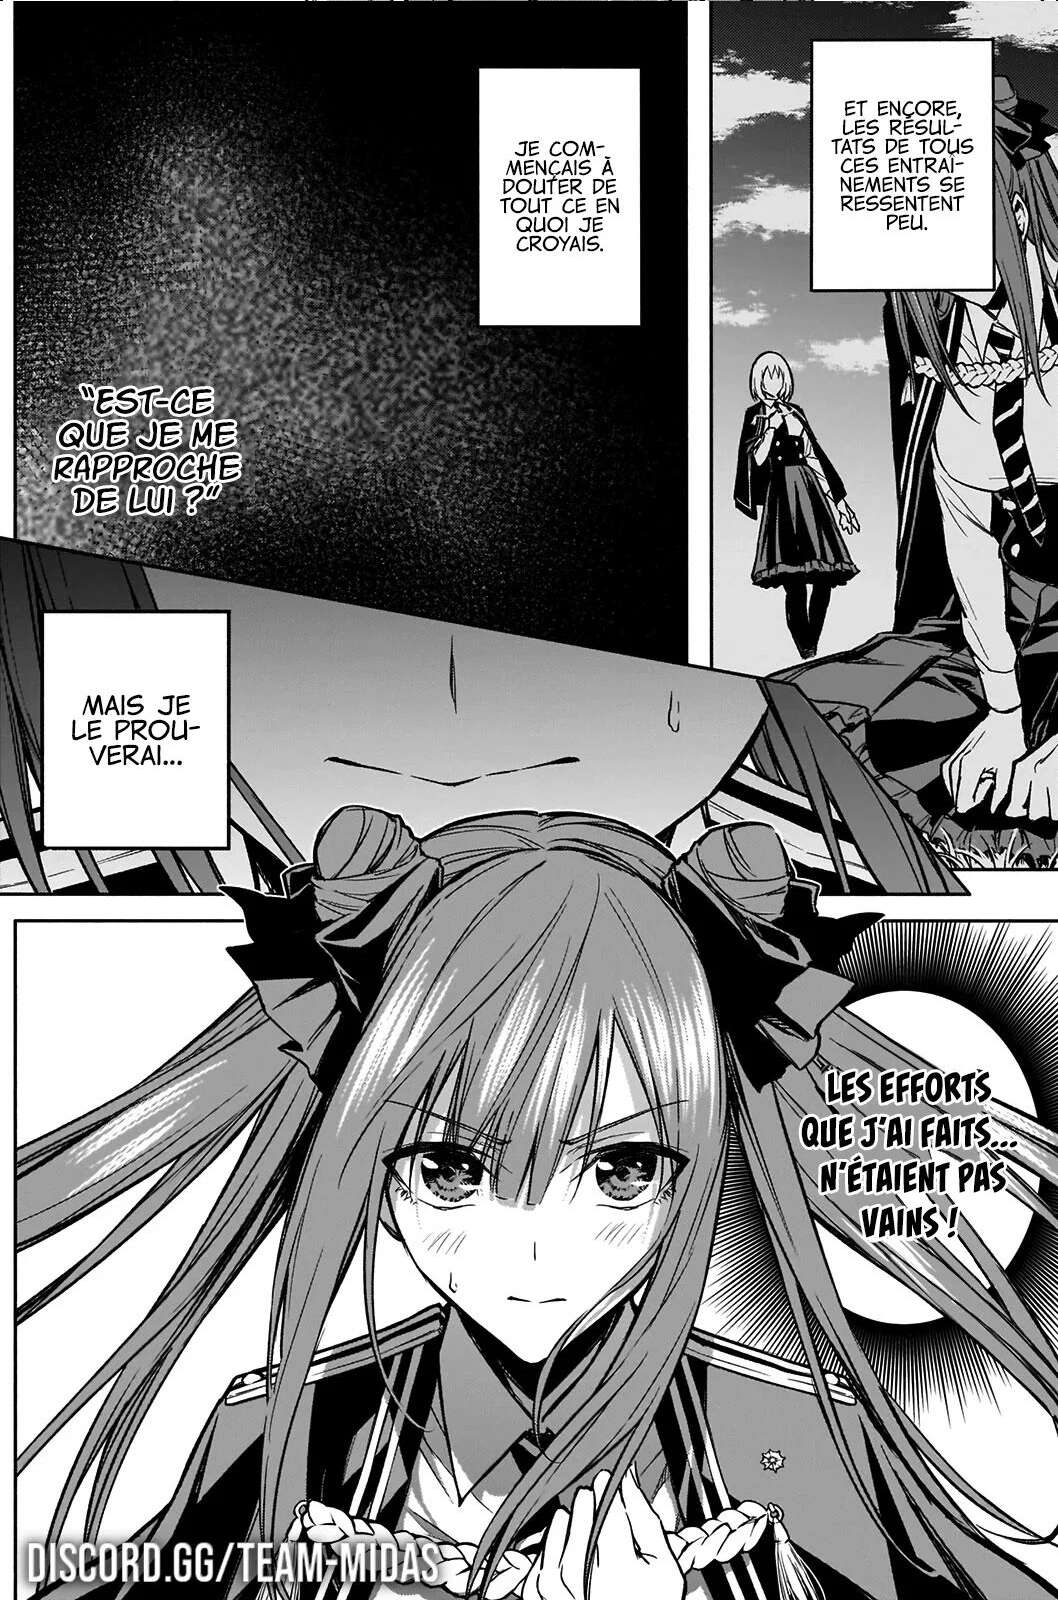 ET ENCORE,
LES RÉSUL-
TATS DE TOUS
CES ENTRAÎ-
NEMENTS SE
RESSENTENT
PEU.
JE COM-
MENÇAIS À
DOUTER DE
TOUT CE EN
QUOI JE
CROYAIS.
"EST-CE
QUE JE ME
RAPPROCHE
DE LUI ?"
MAIS JE
LE PROU-
VERAI...
LES EFFORTS
QUE J'AI FAITS...
N'ÉTAIENT PAS
VAINS !
DISCORD.GG/TEAM-MIDAS